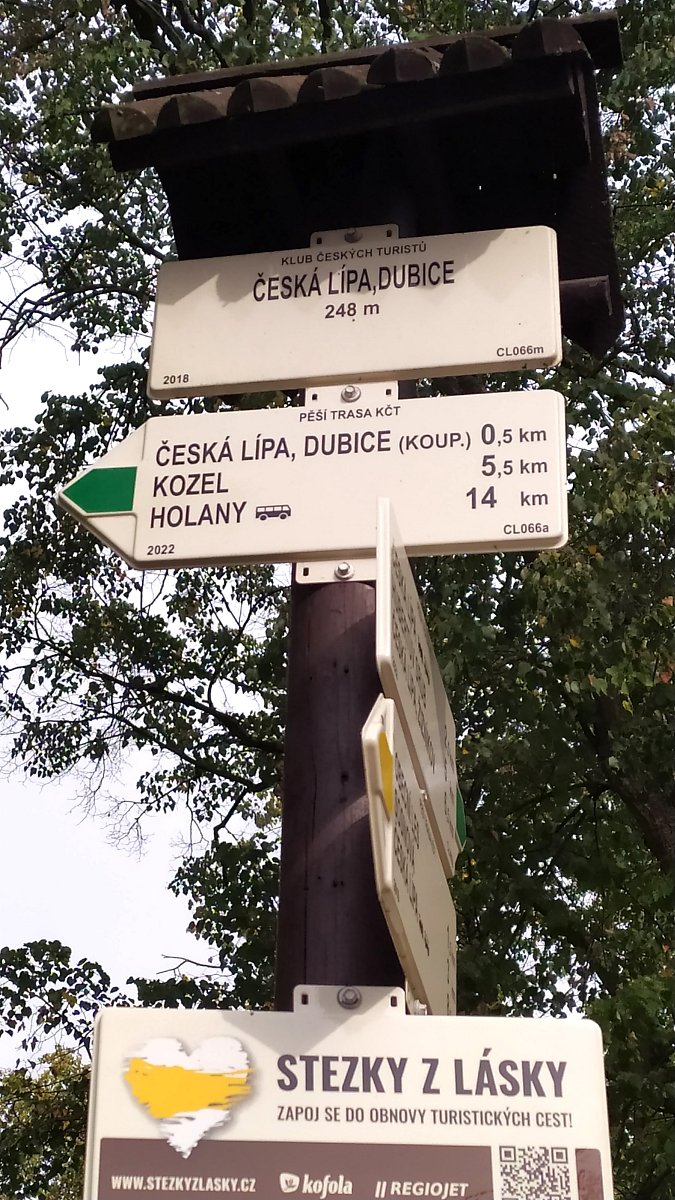 KLUB ČESKÝCH TURISTŮ
ČESKÁ LÍPA,DUBICE
248 m
2018 CL066m
PĚŠÍ TRASA KČT
ČESKÁ LÍPA, DUBICE (KOUP.) 0,5 km
KOZEL 5,5 km
HOLANY 14 km
2022 CL066a
STEZKY Z LÁSKY
ZAPOJ SE DO OBNOVY TURISTICKÝCH CEST!
WWW.STEZKYZLASKY.CZ kofola REGIOJET